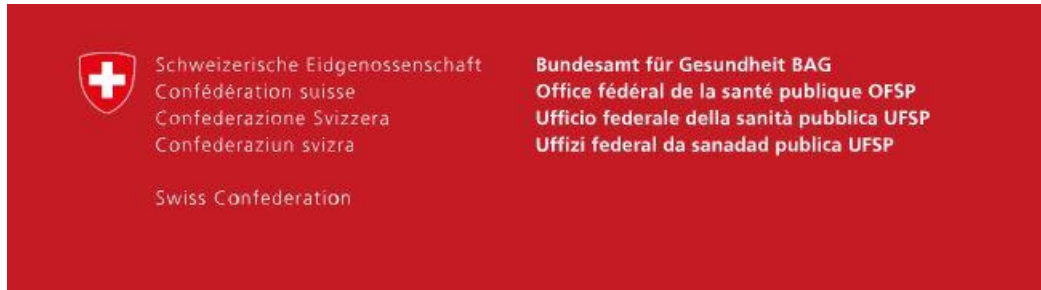 Schweizerische Eidgenossenschaft
Confédération suisse
Confederazione Svizzera
Confederaziun svizra
Swiss Confederation
Bundesamt für Gesundheit BAG
Office fédéral de la santé publique OFSP
Ufficio federale della sanità pubblica UFSP
Uffizi federal da sanadad publica UFSP